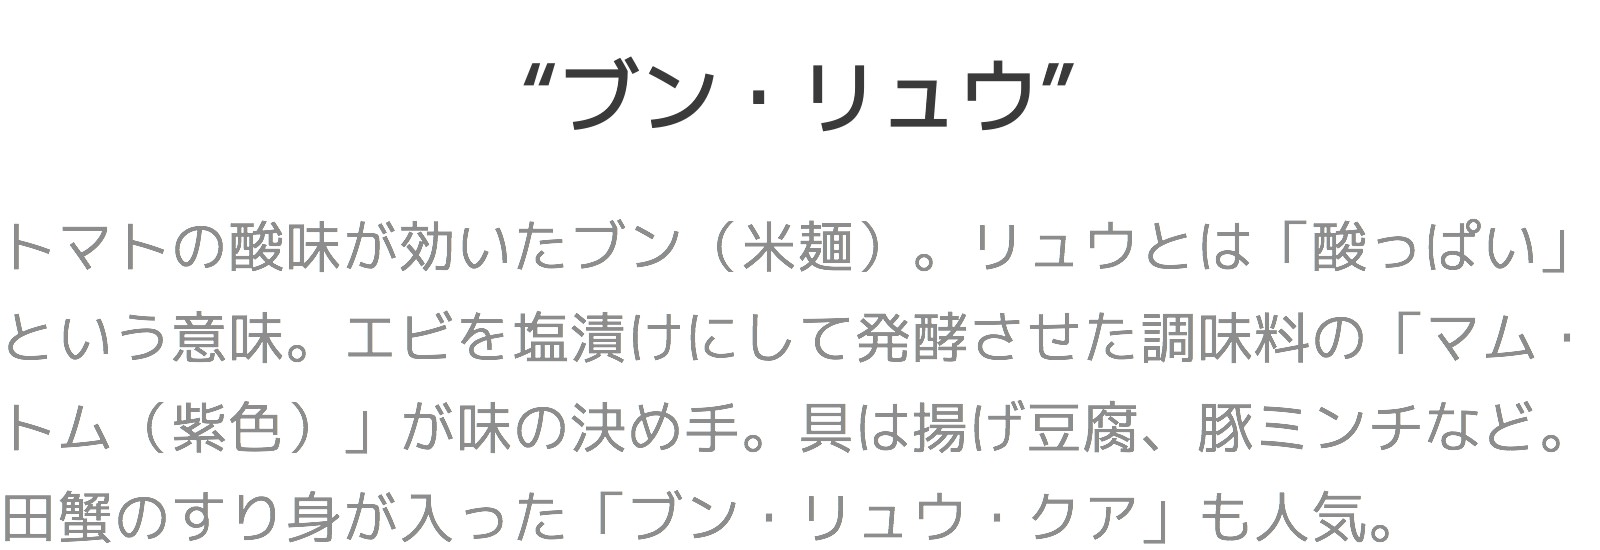 “ブン・リュウ”
トマトの酸味が効いたブン（米麺）。リュウとは「酸っぱい」
という意味。エビを塩漬けにして発酵させた調味料の「マム・
トム（紫色）」が味の決め手。具は揚げ豆腐、豚ミンチなど。
田蟹のすり身が入った「ブン・リュウ・クア」も人気。